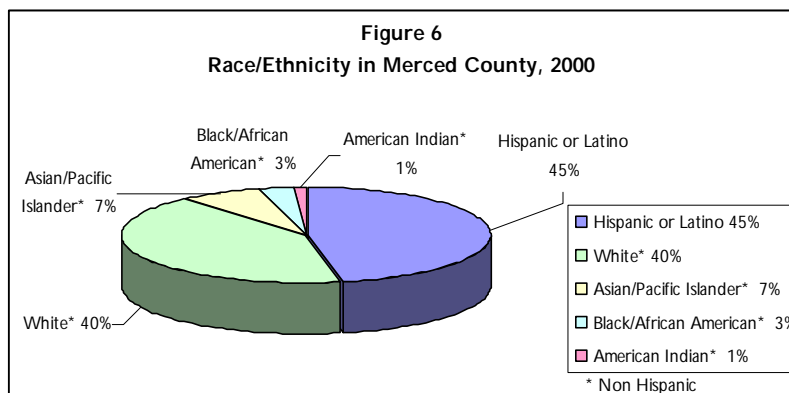 Figure 6
Race/Ethnicity in Merced County, 2000
Black/African
American* 3%
American Indian*
1%
Hispanic or Latino
45%
Asian/Pacific
Islander* 7%
White* 40%
Hispanic or Latino 45%
White* 40%
Asian/Pacific Islander* 7%
Black/African American* 3%
American Indian* 1%
* Non Hispanic